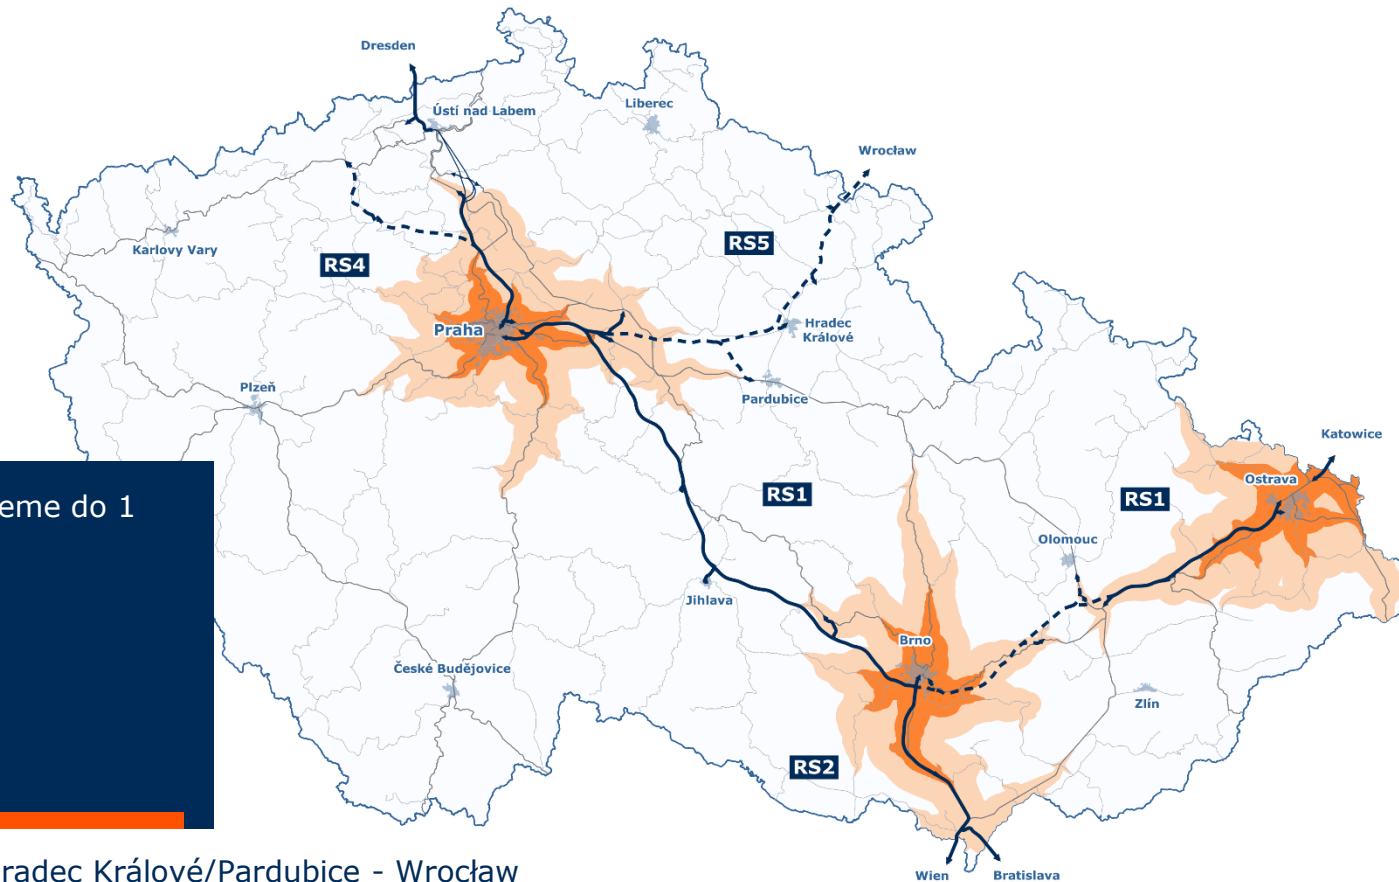 Dresden
Ústí nad Labem
Liberec
Wrocław
Karlovy Vary
RS4
RS5
Praha
Hradec
Králové
Plzeň
Pardubice
Katowice
eme do 1
RS1
RS1
Ostrava
Olomouc
Jihlava
Brno
České Budějovice
Zlín
RS2
radec Králové/Pardubice - Wrocław
Wien
Bratislava